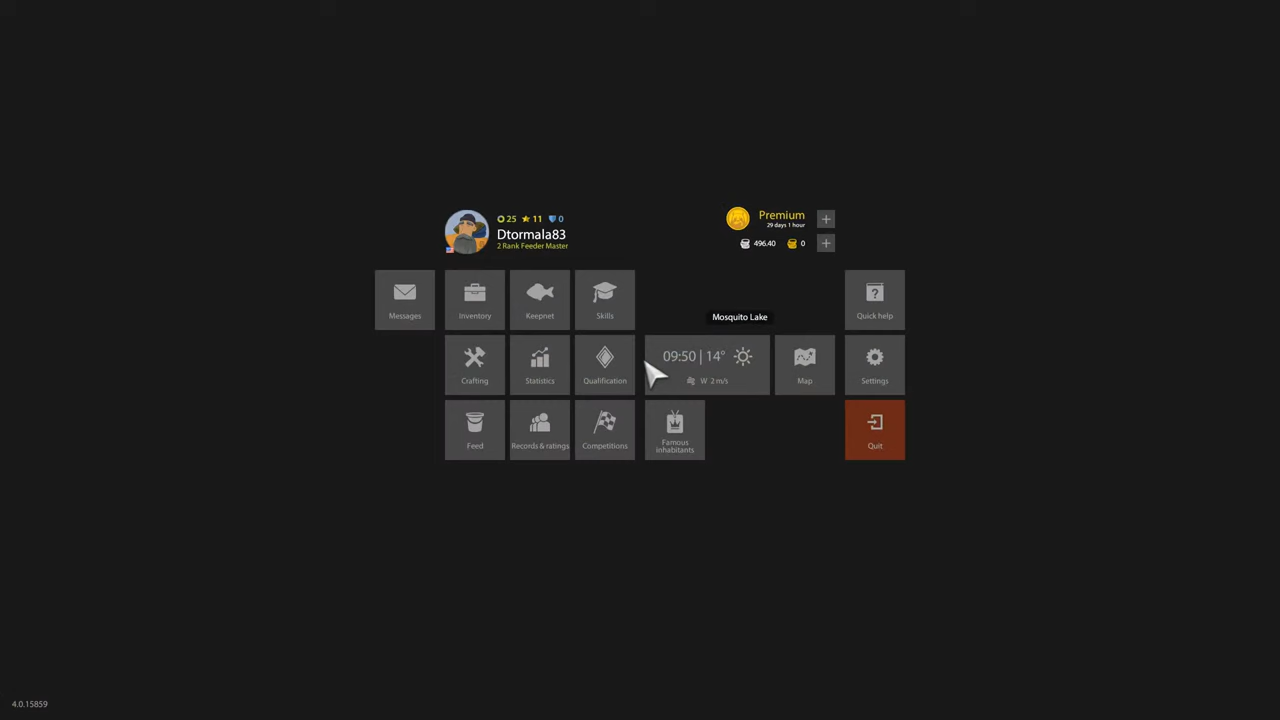 25 11 0
Dtormala83
2 Rank Feeder Master
Premium
29 days 1 hour
496.40 0
Messages
Inventory
Keepnet
Skills
Mosquito Lake
Quick help
Crafting
Statistics
Qualification
09:50 | 14°
W 2 m/s
Map
Settings
Feed
Records & ratings
Competitions
Famous
inhabitants
Quit
4.0.15859